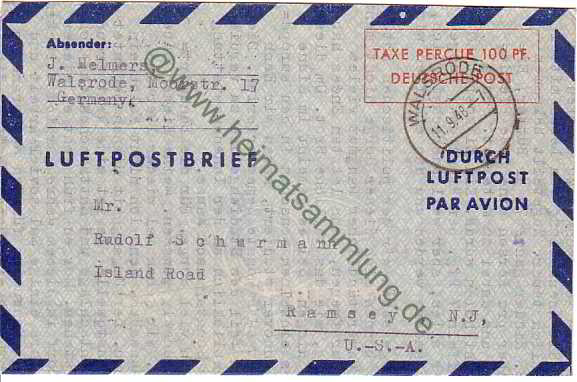 Absender:
J. Melmers
Walsrode, Moorstr. 17
Germany
TAXE PERCUE 100 PF.
DEUTSCHE POST
WALSRODE
11.9.48.-7
LUFTPOSTBRIEF
DURCH
LUFTPOST
PAR AVION
Mr.
Rudolf Schurmann
Island Road
Ramsey N.J,
U.-S.-A.
@www.heimatsammlung.de